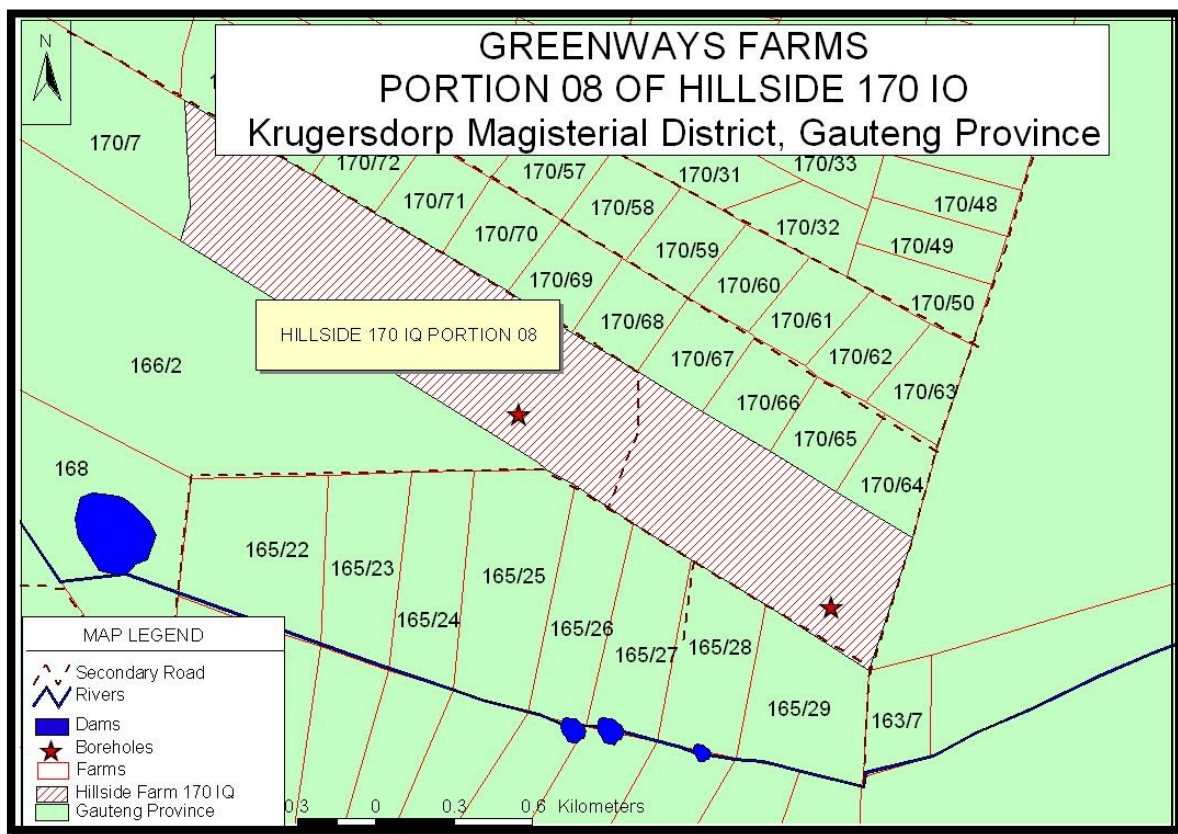 N
GREENWAYS FARMS
PORTION 08 OF HILLSIDE 170 IO
Krugersdorp Magisterial District, Gauteng Province
170/7
170/72
170/57
170/31
170/33
170/71
170/58
170/32
170/48
170/70
170/59
170/49
170/69
170/60
170/50
170/68
170/61
HILLSIDE 170 IQ PORTION 08
170/67
170/62
166/2
170/66
170/63
170/65
168
170/64
165/22
165/23
165/25
165/24
165/26
165/27
165/28
165/29
163/7
MAP LEGEND
Secondary Road
Rivers
Dams
Boreholes
Farms
Hillside Farm 170 IQ
Gauteng Province
0.3 0 0.3 0.6 Kilometers